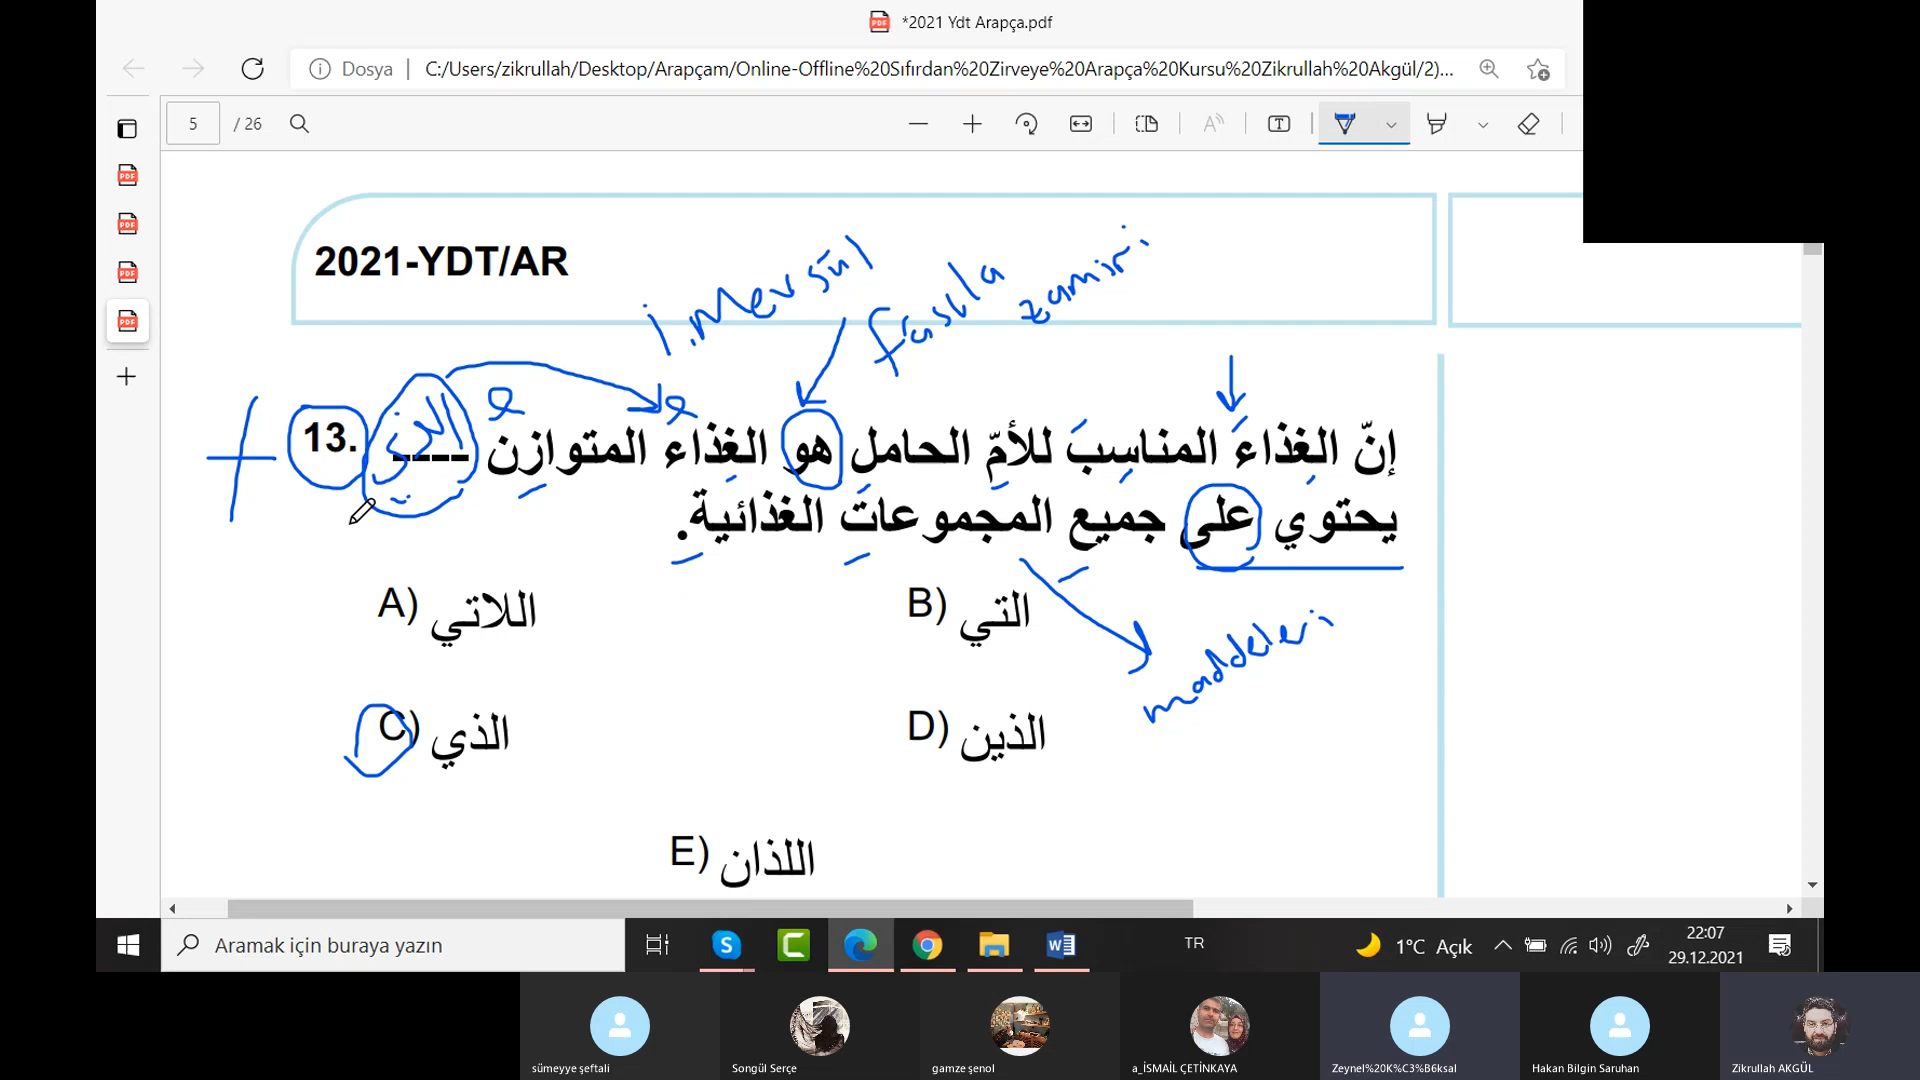 *2021 Ydt Arapça.pdf
Dosya | C:/Users/zikrullah/Desktop/Arapçam/Online-Offline%20Sıfırdan%20Zirveye%20Arapça%20Kursu%20Zikrullah%20Akgül/2)...
5 / 26
2021-YDT/AR
i. Mevsûl
fasıla zamiri
13. إنّ الغذاءَ المناسِبَ للأمّ الحامل هو الغذاء المتوازن ---- الذي
يحتوي على جميع المجموعات الغذائية.
maddeleri
A) اللاتي
B) التي
C) الذي
D) الذين
E) اللذان
Aramak için buraya yazın
TR
1°C Açık
22:07
29.12.2021
sümeyye şeftali
Songül Serçe
gamze şenol
a_İSMAİL ÇETİNKAYA
Zeynel%20K%C3%B6ksal
Hakan Bilgin Saruhan
Zikrullah AKGÜL